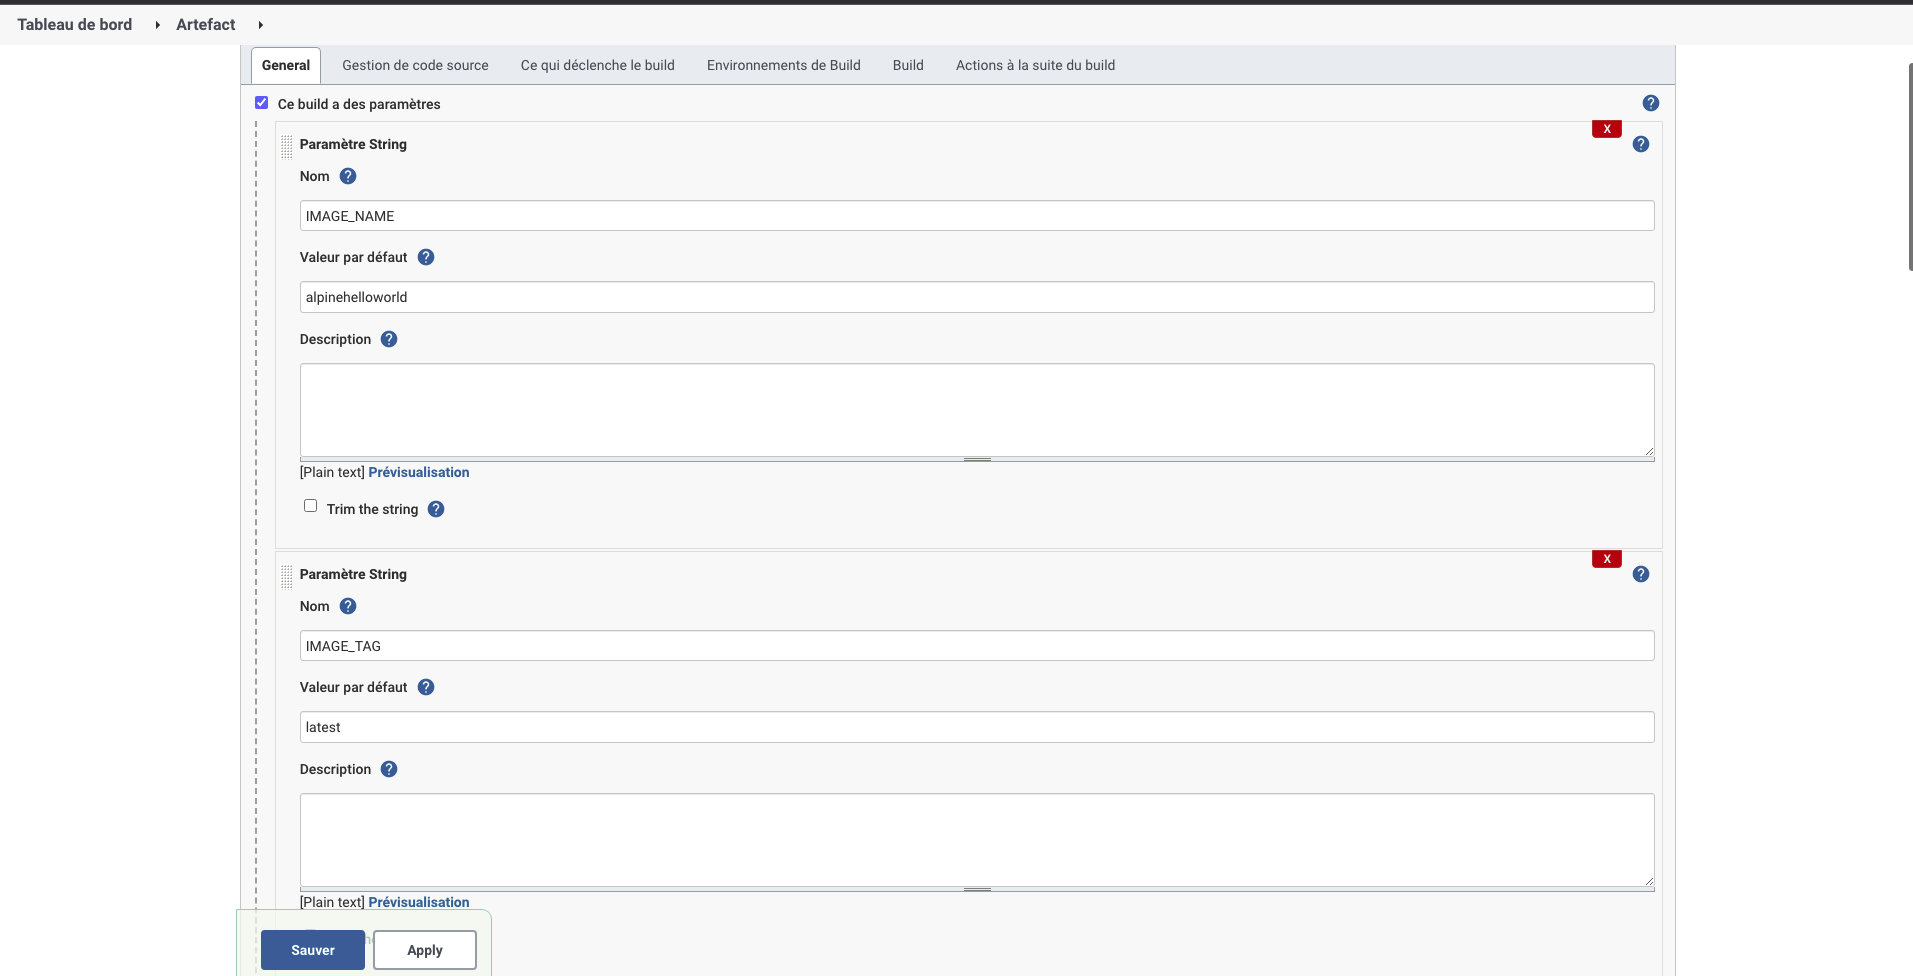 Tableau de bord Artefact
General Gestion de code source Ce qui déclenche le build Environnements de Build Build Actions à la suite du build
Ce build a des paramètres ?
X
Paramètre String ?
Nom ?
IMAGE_NAME
Valeur par défaut ?
alpinehelloworld
Description ?
[Plain text] Prévisualisation
Trim the string ?
X
Paramètre String ?
Nom ?
IMAGE_TAG
Valeur par défaut ?
latest
Description ?
[Plain text] Prévisualisation
Sauver Apply